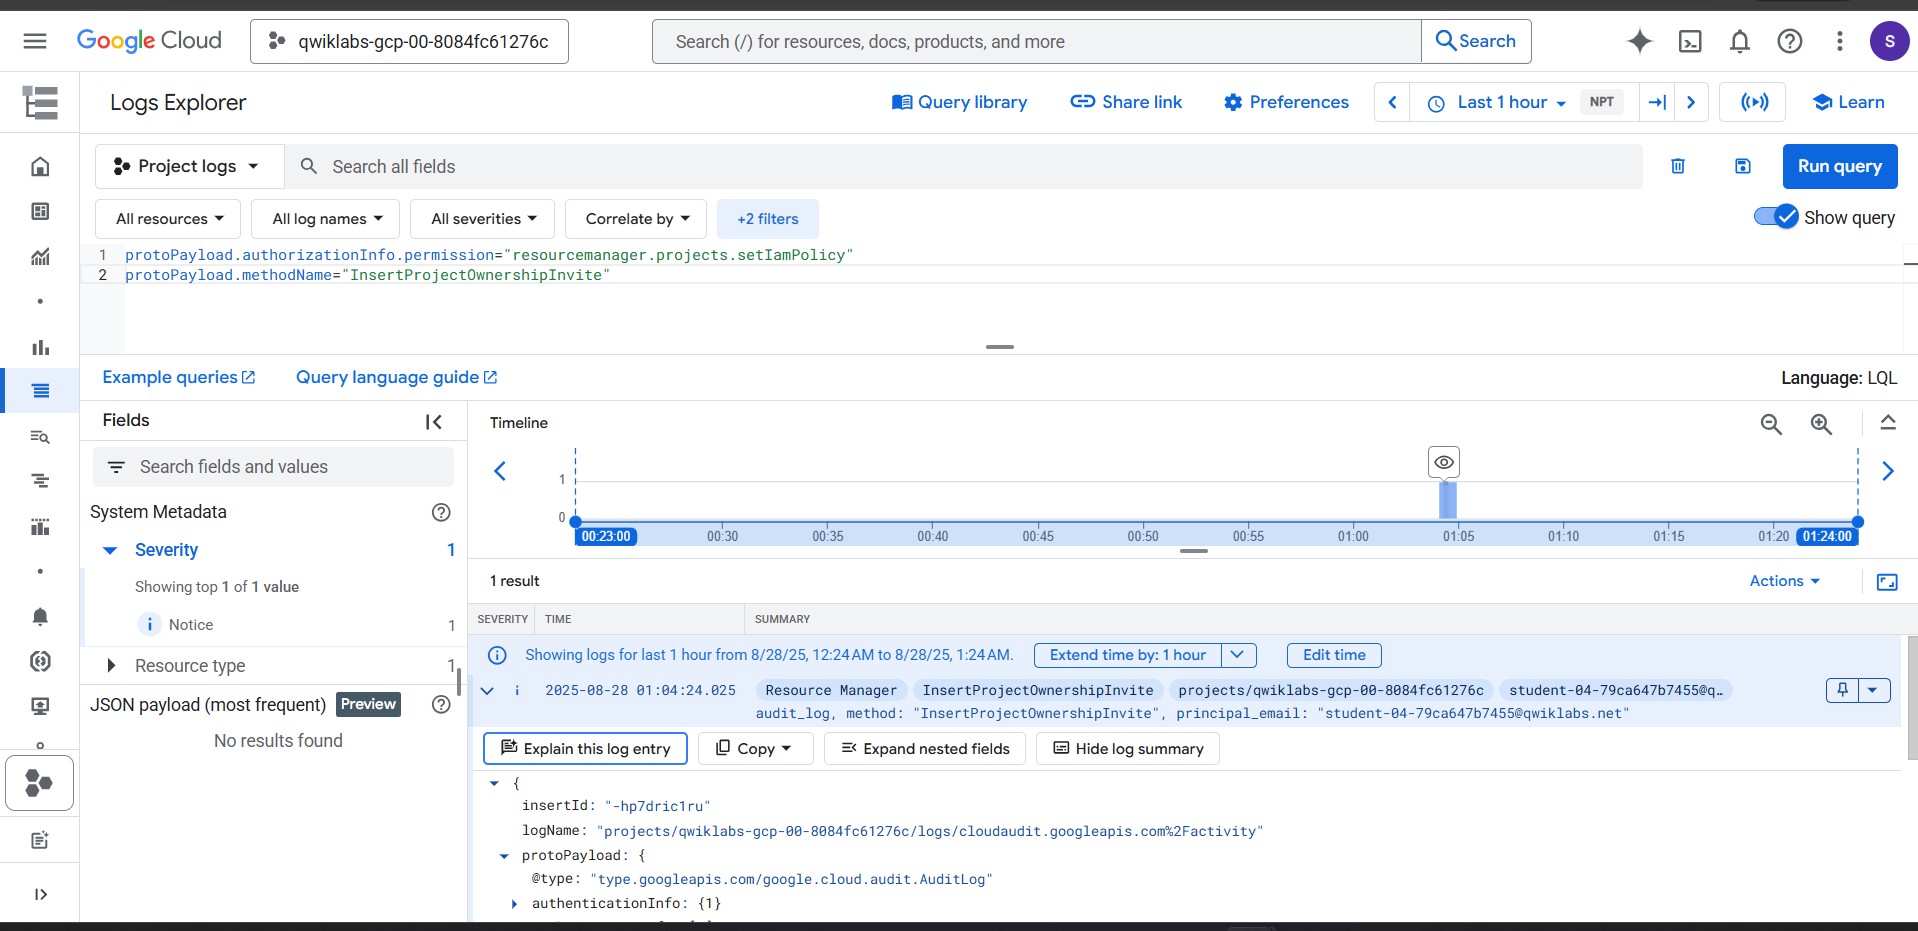 Google Cloud
qwiklabs-gcp-00-8084fc61276c
Search (/) for resources, docs, products, and more
Search
S
Logs Explorer
Query library
Share link
Preferences
Last 1 hour
NPT
Learn
Project logs
Search all fields
Run query
All resources
All log names
All severities
Correlate by
+2 filters
Show query
1 protoPayload.authorizationInfo.permission="resourcemanager.projects.setIamPolicy"
2 protoPayload.methodName="InsertProjectOwnershipInvite"
Example queries
Query language guide
Language: LQL
Fields
Search fields and values
System Metadata
Severity 1
Showing top 1 of 1 value
Notice 1
Resource type 1
JSON payload (most frequent) Preview
No results found
Timeline
1
0
00:23:00 00:30 00:35 00:40 00:45 00:50 00:55 01:00 01:05 01:10 01:15 01:20 01:24:00
1 result
Actions
SEVERITY TIME SUMMARY
Showing logs for last 1 hour from 8/28/25, 12:24 AM to 8/28/25, 1:24 AM.
Extend time by: 1 hour
Edit time
2025-08-28 01:04:24.025 Resource Manager InsertProjectOwnershipInvite projects/qwiklabs-gcp-00-8084fc61276c student-04-79ca647b7455@q…
audit_log, method: "InsertProjectOwnershipInvite", principal_email: "student-04-79ca647b7455@qwiklabs.net"
Explain this log entry
Copy
Expand nested fields
Hide log summary
{
insertId: "-hp7dric1ru"
logName: "projects/qwiklabs-gcp-00-8084fc61276c/logs/cloudaudit.googleapis.com%2Factivity"
protoPayload: {
@type: "type.googleapis.com/google.cloud.audit.AuditLog"
authenticationInfo: {1}